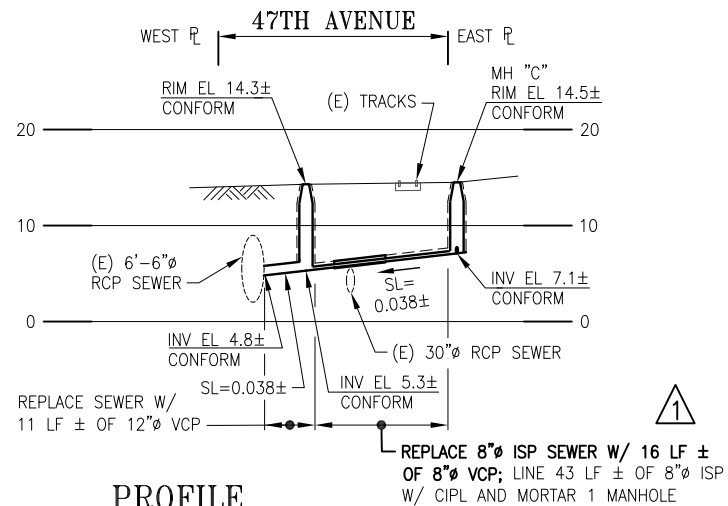 47TH AVENUE
WEST ℄ EAST ℄
RIM EL 14.3±
CONFORM
(E) TRACKS
MH "C"
RIM EL 14.5±
CONFORM
20 20
10 10
(E) 6'-6"ø
RCP SEWER
SL=
0.038±
INV EL 7.1±
CONFORM
0 0
INV EL 4.8±
CONFORM
(E) 30"ø RCP SEWER
SL=0.038±
INV EL 5.3±
CONFORM
REPLACE SEWER W/
11 LF ± OF 12"ø VCP
1
REPLACE 8"ø ISP SEWER W/ 16 LF ±
OF 8"ø VCP; LINE 43 LF ± OF 8"ø ISP
W/ CIPL AND MORTAR 1 MANHOLE
PROFILE